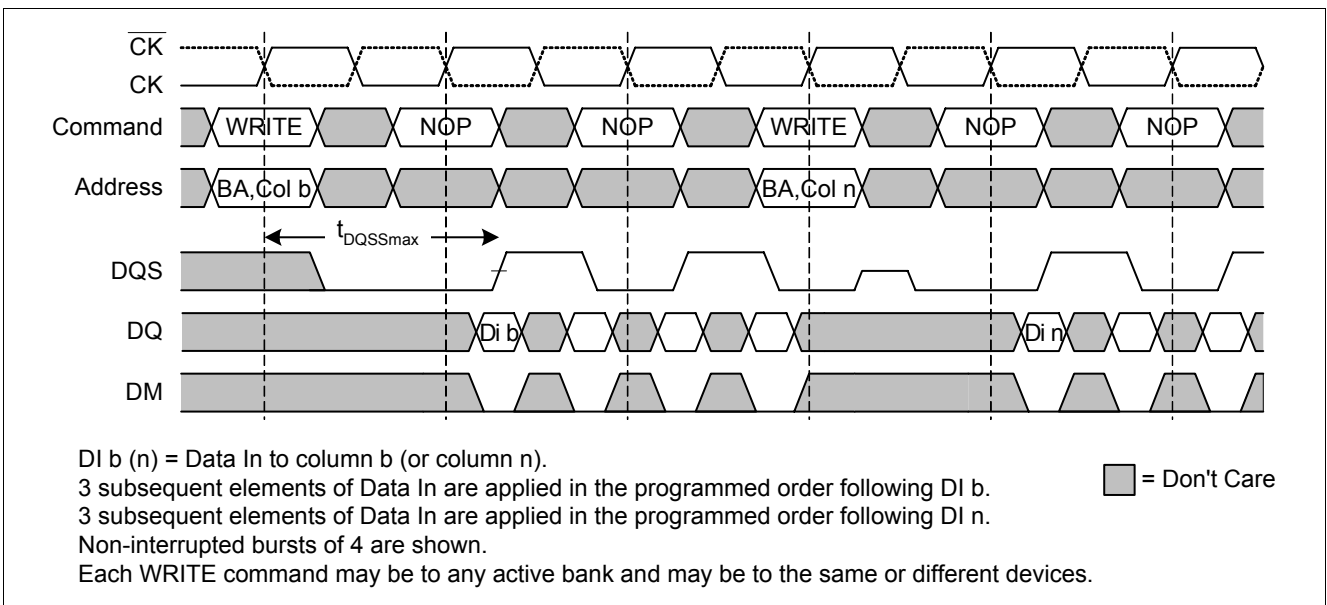 CK
CK
Command WRITE NOP NOP WRITE NOP NOP
Address BA,Col b BA,Col n
tDQSSmax
DQS
DQ Di b Di n
DM
DI b (n) = Data In to column b (or column n).
3 subsequent elements of Data In are applied in the programmed order following DI b.
= Don't Care
3 subsequent elements of Data In are applied in the programmed order following DI n.
Non-interrupted bursts of 4 are shown.
Each WRITE command may be to any active bank and may be to the same or different devices.